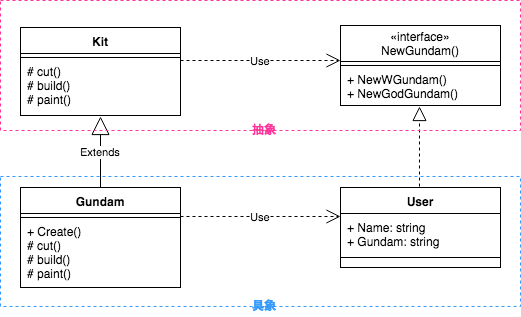 Kit
# cut()
# build()
# paint()
Use
«interface»
NewGundam()
+ NewWGundam()
+ NewGodGundam()
抽象
Extends
Gundam
+ Create()
# cut()
# build()
# paint()
Use
User
+ Name: string
+ Gundam: string
具象